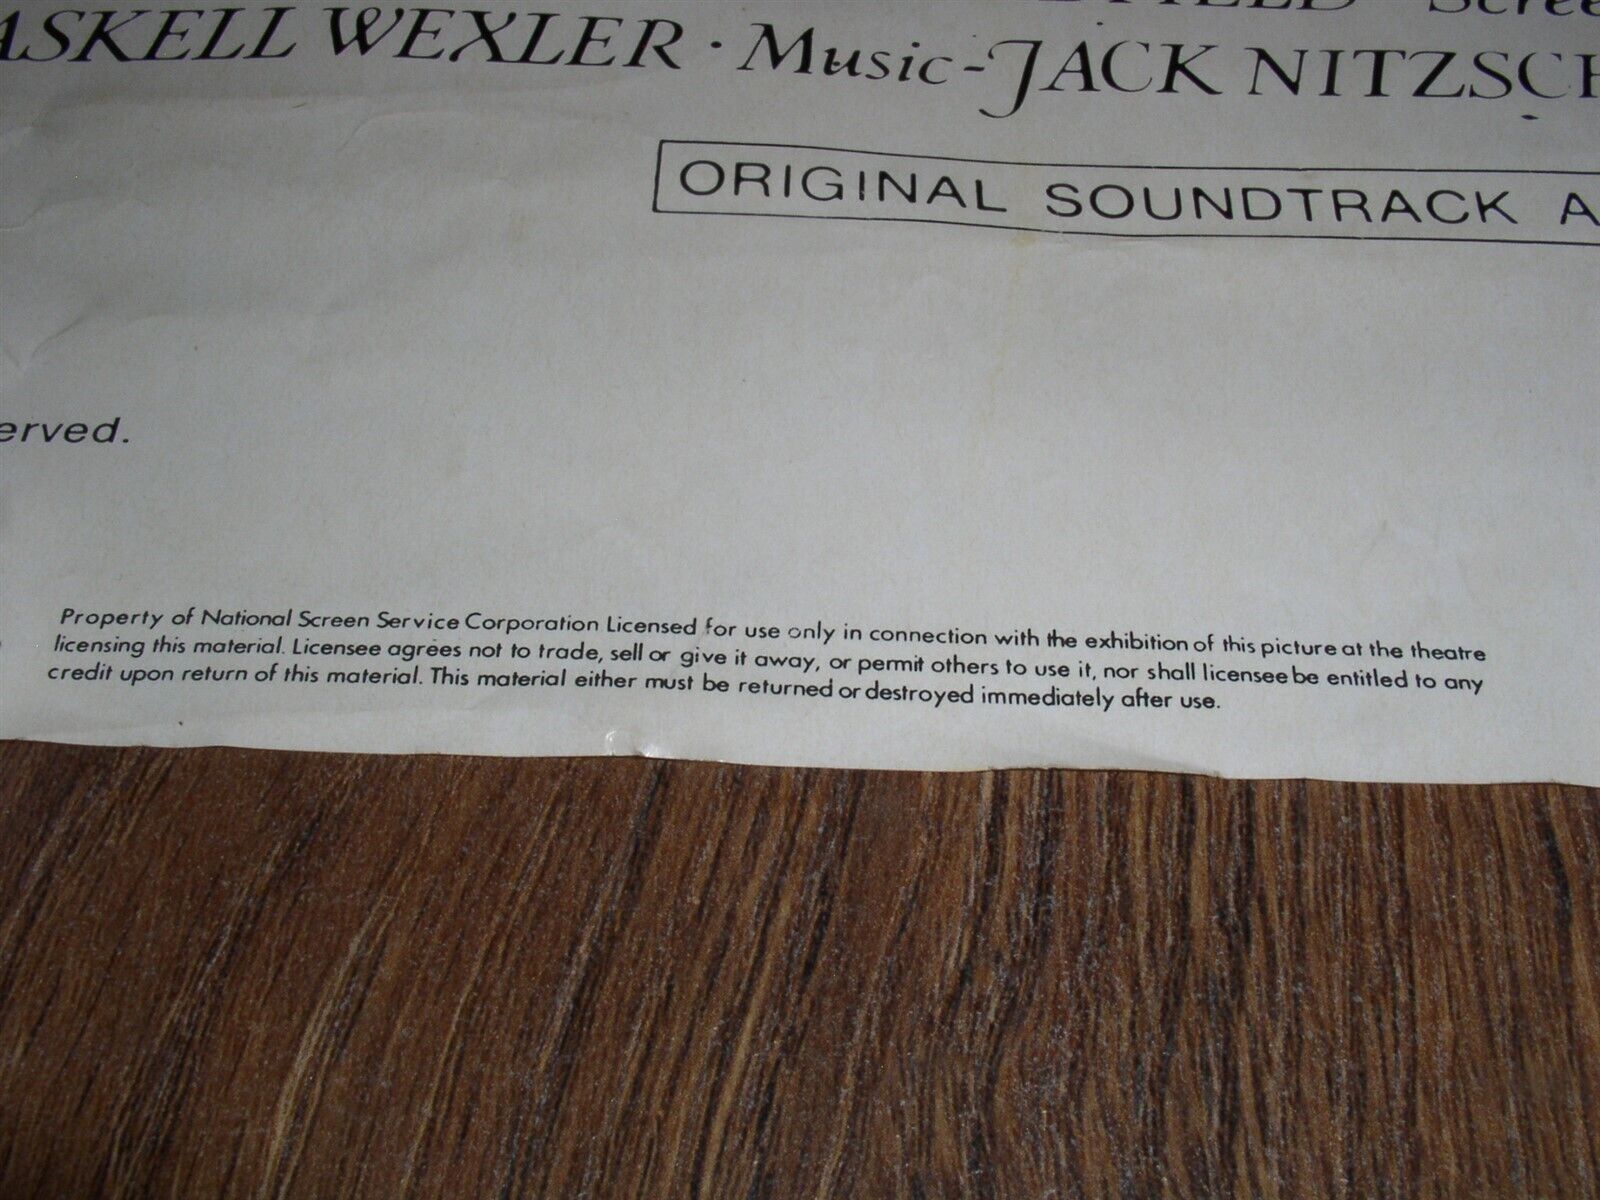 Scree
ASKELL WEXLER · Music-JACK NITZSCH
ORIGINAL SOUNDTRACK A
erved.
Property of National Screen Service Corporation Licensed for use only in connection with the exhibition of this picture at the theatre
licensing this material. Licensee agrees not to trade, sell or give it away, or permit others to use it, nor shall licensee be entitled to any
credit upon return of this material. This material either must be returned or destroyed immediately after use.